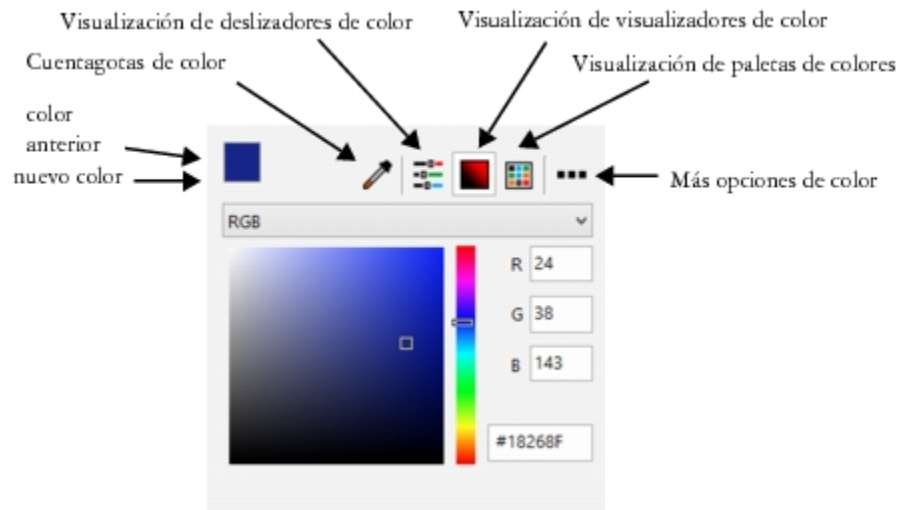 Visualización de deslizadores de color
Visualización de visualizadores de color
Cuentagotas de color
Visualización de paletas de colores
color
anterior
nuevo color
Más opciones de color
RGB
R 24
G 38
B 143
#18268F